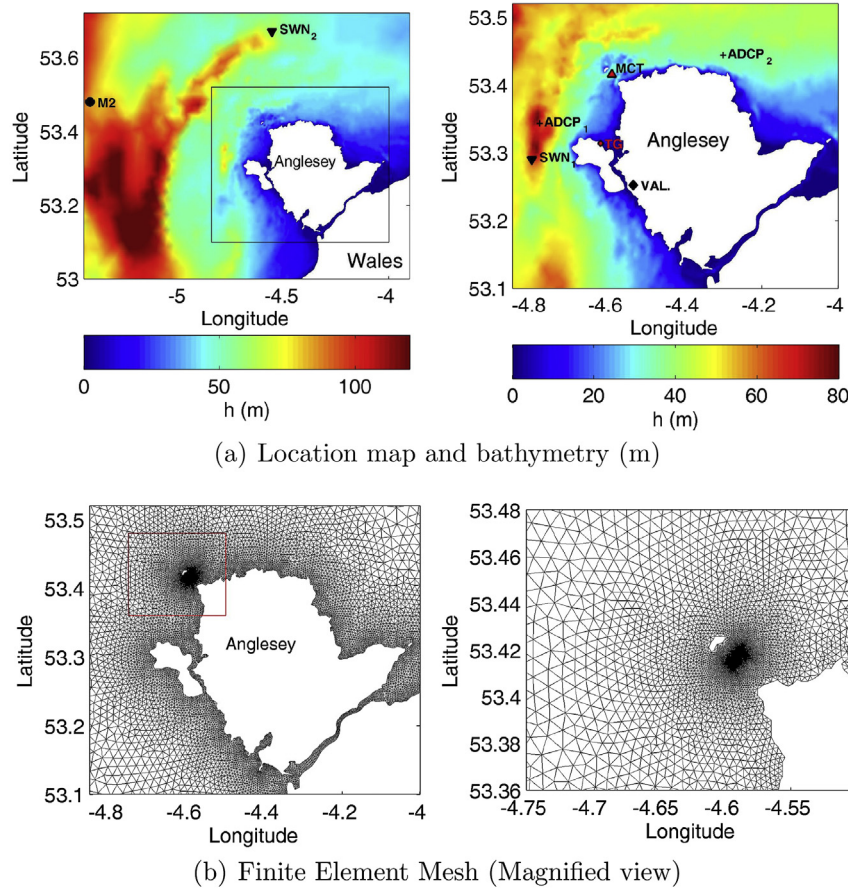 Latitude
53.6
53.4
53.2
53
SWN2
M2
Anglesey
Wales
-5
-4.5
-4
Longitude
0
50
100
h (m)
Latitude
53.5
53.4
53.3
53.2
53.1
MCT
+ADCP2
+ADCP1
TG
SWN
Anglesey
VAL.
-4.8
-4.6
-4.4
-4.2
-4
Longitude
0
20
40
60
80
h (m)
(a) Location map and bathymetry (m)
Latitude
53.5
53.4
53.3
53.2
53.1
Anglesey
-4.8
-4.6
-4.4
-4.2
-4
Longitude
Latitude
53.48
53.46
53.44
53.42
53.4
53.38
53.36
-4.75
-4.7
-4.65
-4.6
-4.55
Longitude
(b) Finite Element Mesh (Magnified view)